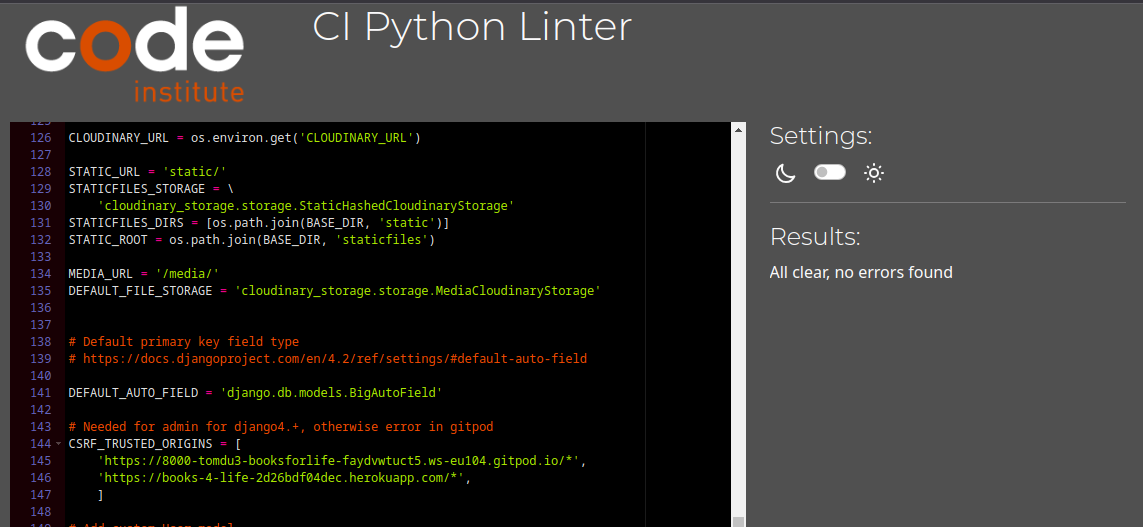 code
institute
CI Python Linter
125
126 CLOUDINARY_URL = os.environ.get('CLOUDINARY_URL')
127
128 STATIC_URL = 'static/'
129 STATICFILES_STORAGE = \
130     'cloudinary_storage.storage.StaticHashedCloudinaryStorage'
131 STATICFILES_DIRS = [os.path.join(BASE_DIR, 'static')]
132 STATIC_ROOT = os.path.join(BASE_DIR, 'staticfiles')
133
134 MEDIA_URL = '/media/'
135 DEFAULT_FILE_STORAGE = 'cloudinary_storage.storage.MediaCloudinaryStorage'
136
137
138 # Default primary key field type
139 # https://docs.djangoproject.com/en/4.2/ref/settings/#default-auto-field
140
141 DEFAULT_AUTO_FIELD = 'django.db.models.BigAutoField'
142
143 # Needed for admin for django4.+, otherwise error in gitpod
144 CSRF_TRUSTED_ORIGINS = [
145     'https://8000-tomdu3-booksforlife-faydvwtuct5.ws-eu104.gitpod.io/*',
146     'https://books-4-life-2d26bdf04dec.herokuapp.com/*',
147     ]
148
149 # Add custom User model
Settings:
Results:
All clear, no errors found